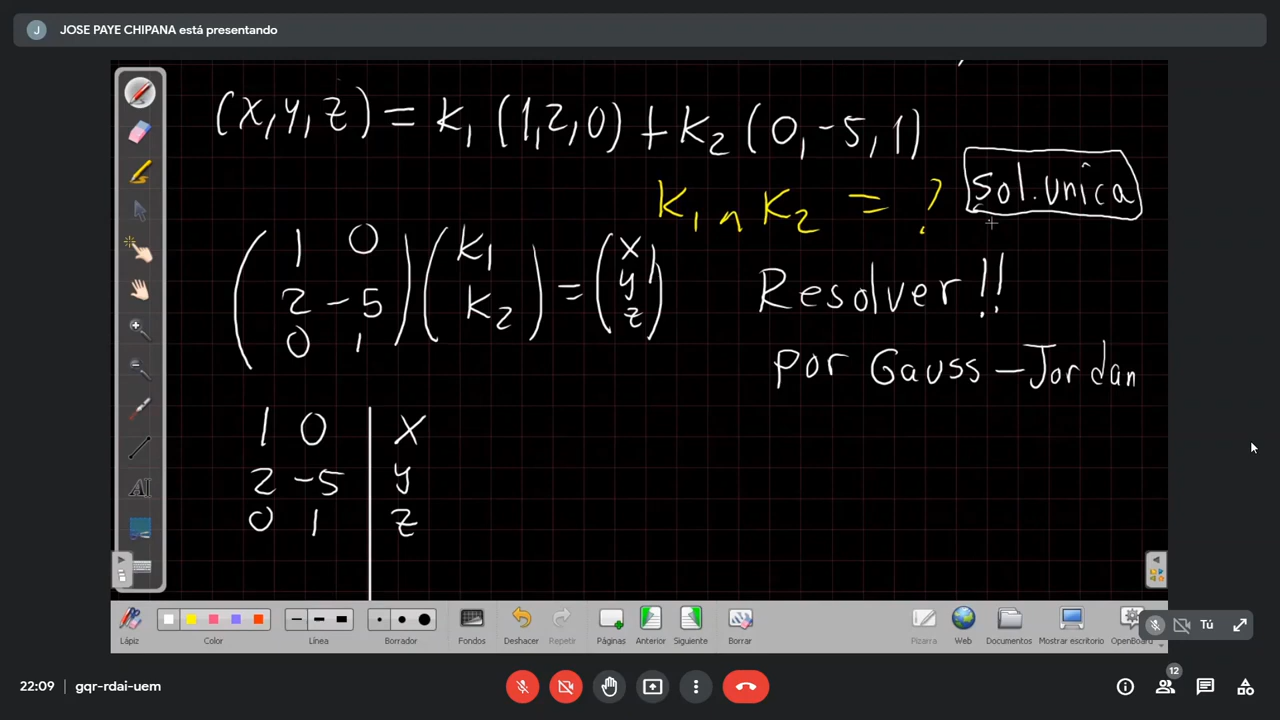 J JOSE PAYE CHIPANA está presentando
(x,y,z) = k₁ (1,2,0) + k₂ (0,-5,1)
k₁ ∧ k₂ = ?
sol.unica
1 0 k₁ x
2 -5 k₂ = y
0 1 z
Resolver!!
por Gauss-Jordan
1 0 | x
2 -5 | y
0 1 | z
AI
Lápiz Color Línea Borrador Fondos Deshacer Repetir Páginas Anterior Siguiente Borrar Pizarra Web Documentos Mostrar escritorio OpenBoard
Tú
22:09 | gqr-rdai-uem
12